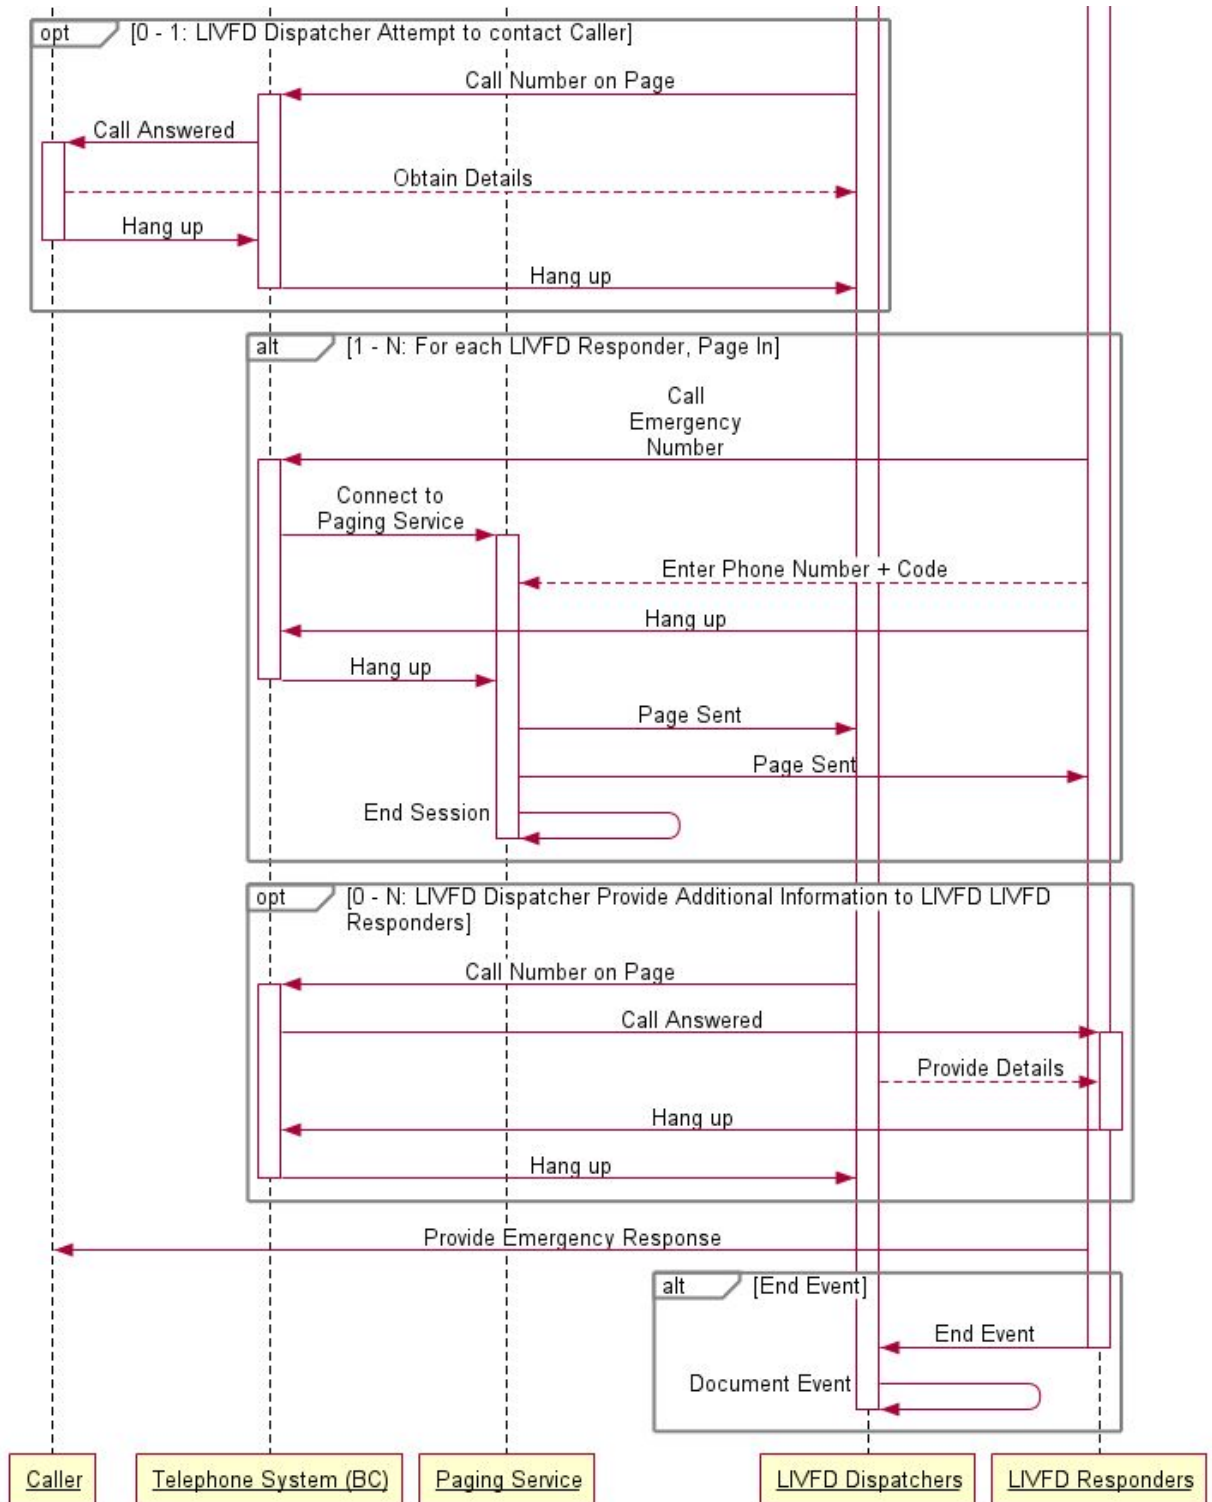 opt [0 - 1: LIVFD Dispatcher Attempt to contact Caller]
Call Number on Page
Call Answered
Obtain Details
Hang up
Hang up
alt [1 - N: For each LIVFD Responder, Page In]
Call
Emergency
Number
Connect to
Paging Service
Enter Phone Number + Code
Hang up
Hang up
Page Sent
Page Sent
End Session
opt [0 - N: LIVFD Dispatcher Provide Additional Information to LIVFD LIVFD
Responders]
Call Number on Page
Call Answered
Provide Details
Hang up
Hang up
Provide Emergency Response
alt [End Event]
End Event
Document Event
Caller Telephone System (BC) Paging Service LIVFD Dispatchers LIVFD Responders